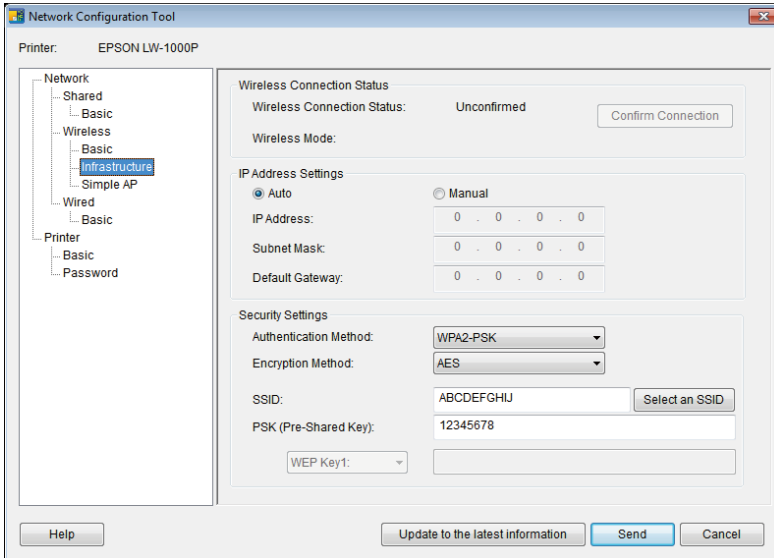 Network Configuration Tool
Printer: EPSON LW-1000P
Network
Shared
Basic
Wireless
Basic
Infrastructure
Simple AP
Wired
Basic
Printer
Basic
Password
Wireless Connection Status
Wireless Connection Status: Unconfirmed Confirm Connection
Wireless Mode:
IP Address Settings
Auto Manual
IP Address: 0 . 0 . 0 . 0
Subnet Mask: 0 . 0 . 0 . 0
Default Gateway: 0 . 0 . 0 . 0
Security Settings
Authentication Method: WPA2-PSK
Encryption Method: AES
SSID: ABCDEFGHIJ Select an SSID
PSK (Pre-Shared Key): 12345678
WEP Key1:
Help Update to the latest information Send Cancel